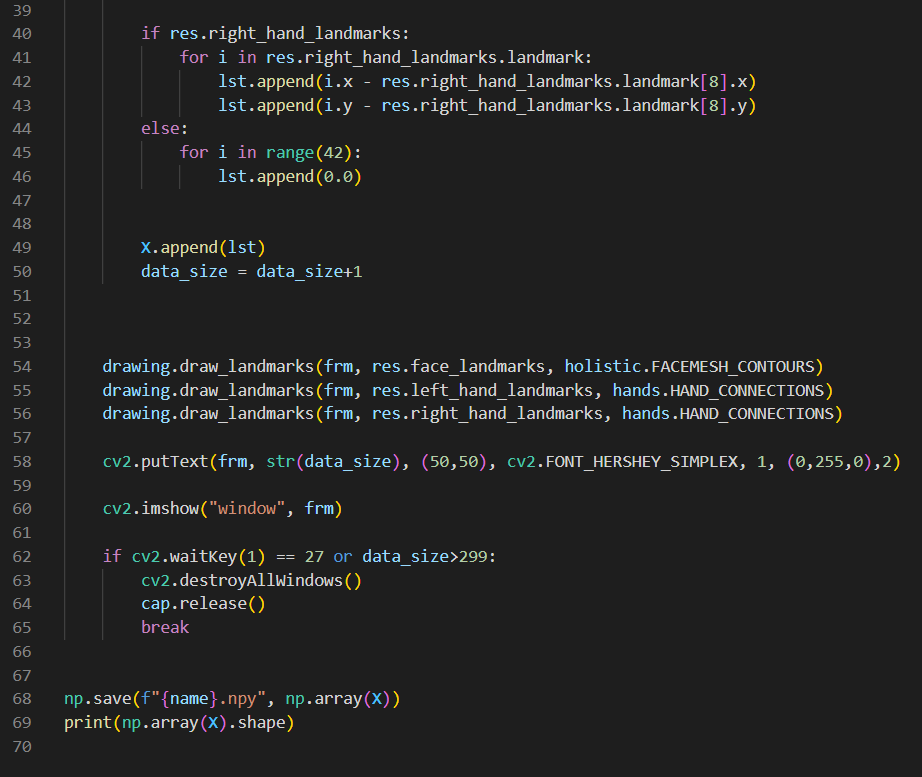 39
40 if res.right_hand_landmarks:
41 for i in res.right_hand_landmarks.landmark:
42 lst.append(i.x - res.right_hand_landmarks.landmark[8].x)
43 lst.append(i.y - res.right_hand_landmarks.landmark[8].y)
44 else:
45 for i in range(42):
46 lst.append(0.0)
47
48
49 X.append(lst)
50 data_size = data_size+1
51
52
53
54 drawing.draw_landmarks(frm, res.face_landmarks, holistic.FACEMESH_CONTOURS)
55 drawing.draw_landmarks(frm, res.left_hand_landmarks, hands.HAND_CONNECTIONS)
56 drawing.draw_landmarks(frm, res.right_hand_landmarks, hands.HAND_CONNECTIONS)
57
58 cv2.putText(frm, str(data_size), (50,50), cv2.FONT_HERSHEY_SIMPLEX, 1, (0,255,0),2)
59
60 cv2.imshow("window", frm)
61
62 if cv2.waitKey(1) == 27 or data_size>299:
63 cv2.destroyAllWindows()
64 cap.release()
65 break
66
67
68 np.save(f"{name}.npy", np.array(X))
69 print(np.array(X).shape)
70